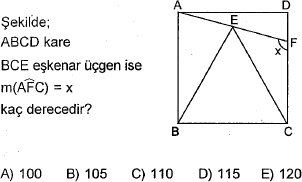 Şekilde;
ABCD kare
BCE eşkenar üçgen ise
m(AFC) = x
kaç derecedir?
A
D
E
F
x
B
C
A) 100 B) 105 C) 110 D) 115 E) 120